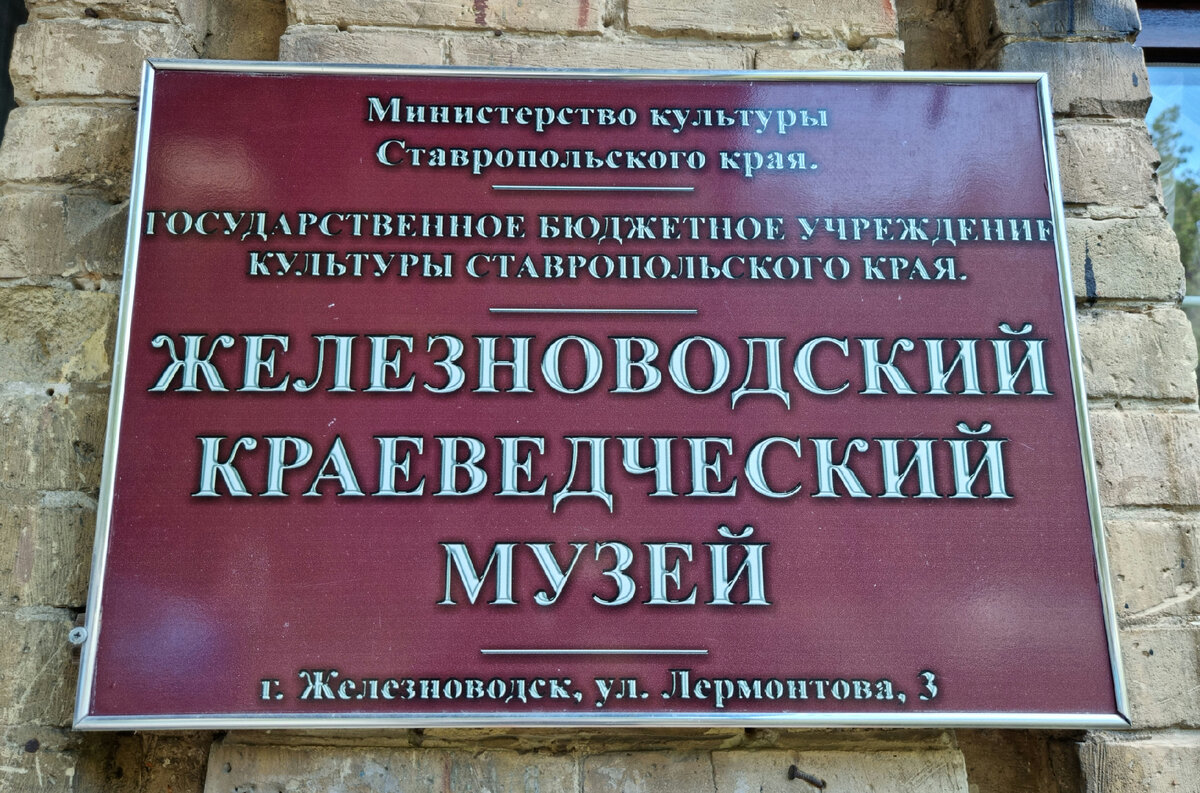 Министерство культуры
Ставропольского края.
ГОСУДАРСТВЕННОЕ БЮДЖЕТНОЕ УЧРЕЖДЕНИЕ
КУЛЬТУРЫ СТАВРОПОЛЬСКОГО КРАЯ.
ЖЕЛЕЗНОВОДСКИЙ
КРАЕВЕДЧЕСКИЙ
МУЗЕЙ
г. Железноводск, ул. Лермонтова, 3